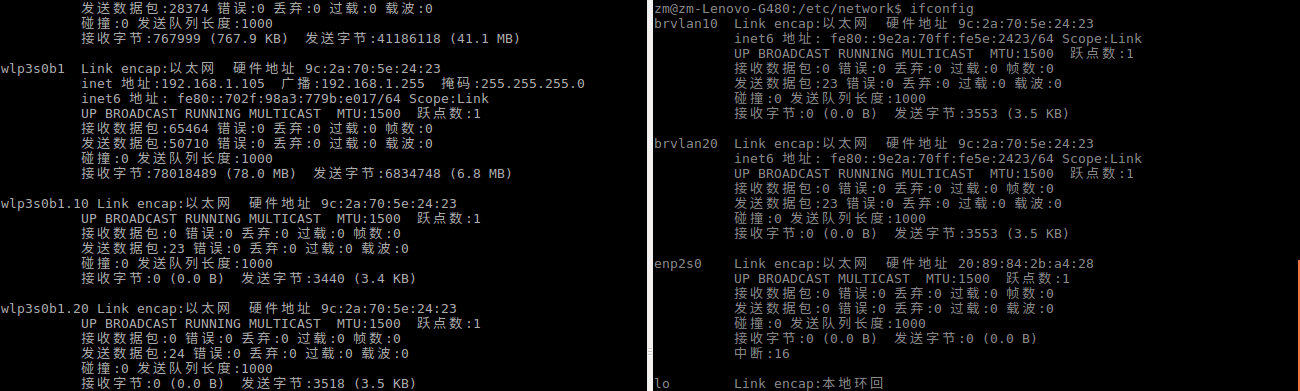 发送数据包:28374 错误:0 丢弃:0 过载:0 载波:0
碰撞:0 发送队列长度:1000
接收字节:767999 (767.9 KB)  发送字节:41186118 (41.1 MB)
wlp3s0b1  Link encap:以太网  硬件地址 9c:2a:70:5e:24:23
inet 地址:192.168.1.105  广播:192.168.1.255  掩码:255.255.255.0
inet6 地址: fe80::702f:98a3:779b:e017/64 Scope:Link
UP BROADCAST RUNNING MULTICAST  MTU:1500  跃点数:1
接收数据包:65464 错误:0 丢弃:0 过载:0 帧数:0
发送数据包:50710 错误:0 丢弃:0 过载:0 载波:0
碰撞:0 发送队列长度:1000
接收字节:78018489 (78.0 MB)  发送字节:6834748 (6.8 MB)
wlp3s0b1.10 Link encap:以太网  硬件地址 9c:2a:70:5e:24:23
UP BROADCAST RUNNING MULTICAST  MTU:1500  跃点数:1
接收数据包:0 错误:0 丢弃:0 过载:0 帧数:0
发送数据包:23 错误:0 丢弃:0 过载:0 载波:0
碰撞:0 发送队列长度:1000
接收字节:0 (0.0 B)  发送字节:3440 (3.4 KB)
wlp3s0b1.20 Link encap:以太网  硬件地址 9c:2a:70:5e:24:23
UP BROADCAST RUNNING MULTICAST  MTU:1500  跃点数:1
接收数据包:0 错误:0 丢弃:0 过载:0 帧数:0
发送数据包:24 错误:0 丢弃:0 过载:0 载波:0
碰撞:0 发送队列长度:1000
接收字节:0 (0.0 B)  发送字节:3518 (3.5 KB)
zm@zm-Lenovo-G480:/etc/network$ ifconfig
brvlan10  Link encap:以太网  硬件地址 9c:2a:70:5e:24:23
inet6 地址: fe80::9e2a:70ff:fe5e:2423/64 Scope:Link
UP BROADCAST RUNNING MULTICAST  MTU:1500  跃点数:1
接收数据包:0 错误:0 丢弃:0 过载:0 帧数:0
发送数据包:23 错误:0 丢弃:0 过载:0 载波:0
碰撞:0 发送队列长度:1000
接收字节:0 (0.0 B)  发送字节:3553 (3.5 KB)
brvlan20  Link encap:以太网  硬件地址 9c:2a:70:5e:24:23
inet6 地址: fe80::9e2a:70ff:fe5e:2423/64 Scope:Link
UP BROADCAST RUNNING MULTICAST  MTU:1500  跃点数:1
接收数据包:0 错误:0 丢弃:0 过载:0 帧数:0
发送数据包:23 错误:0 丢弃:0 过载:0 载波:0
碰撞:0 发送队列长度:1000
接收字节:0 (0.0 B)  发送字节:3553 (3.5 KB)
enp2s0    Link encap:以太网  硬件地址 20:89:84:2b:a4:28
UP BROADCAST MULTICAST  MTU:1500  跃点数:1
接收数据包:0 错误:0 丢弃:0 过载:0 帧数:0
发送数据包:0 错误:0 丢弃:0 过载:0 载波:0
碰撞:0 发送队列长度:1000
接收字节:0 (0.0 B)  发送字节:0 (0.0 B)
中断:16
lo        Link encap:本地环回